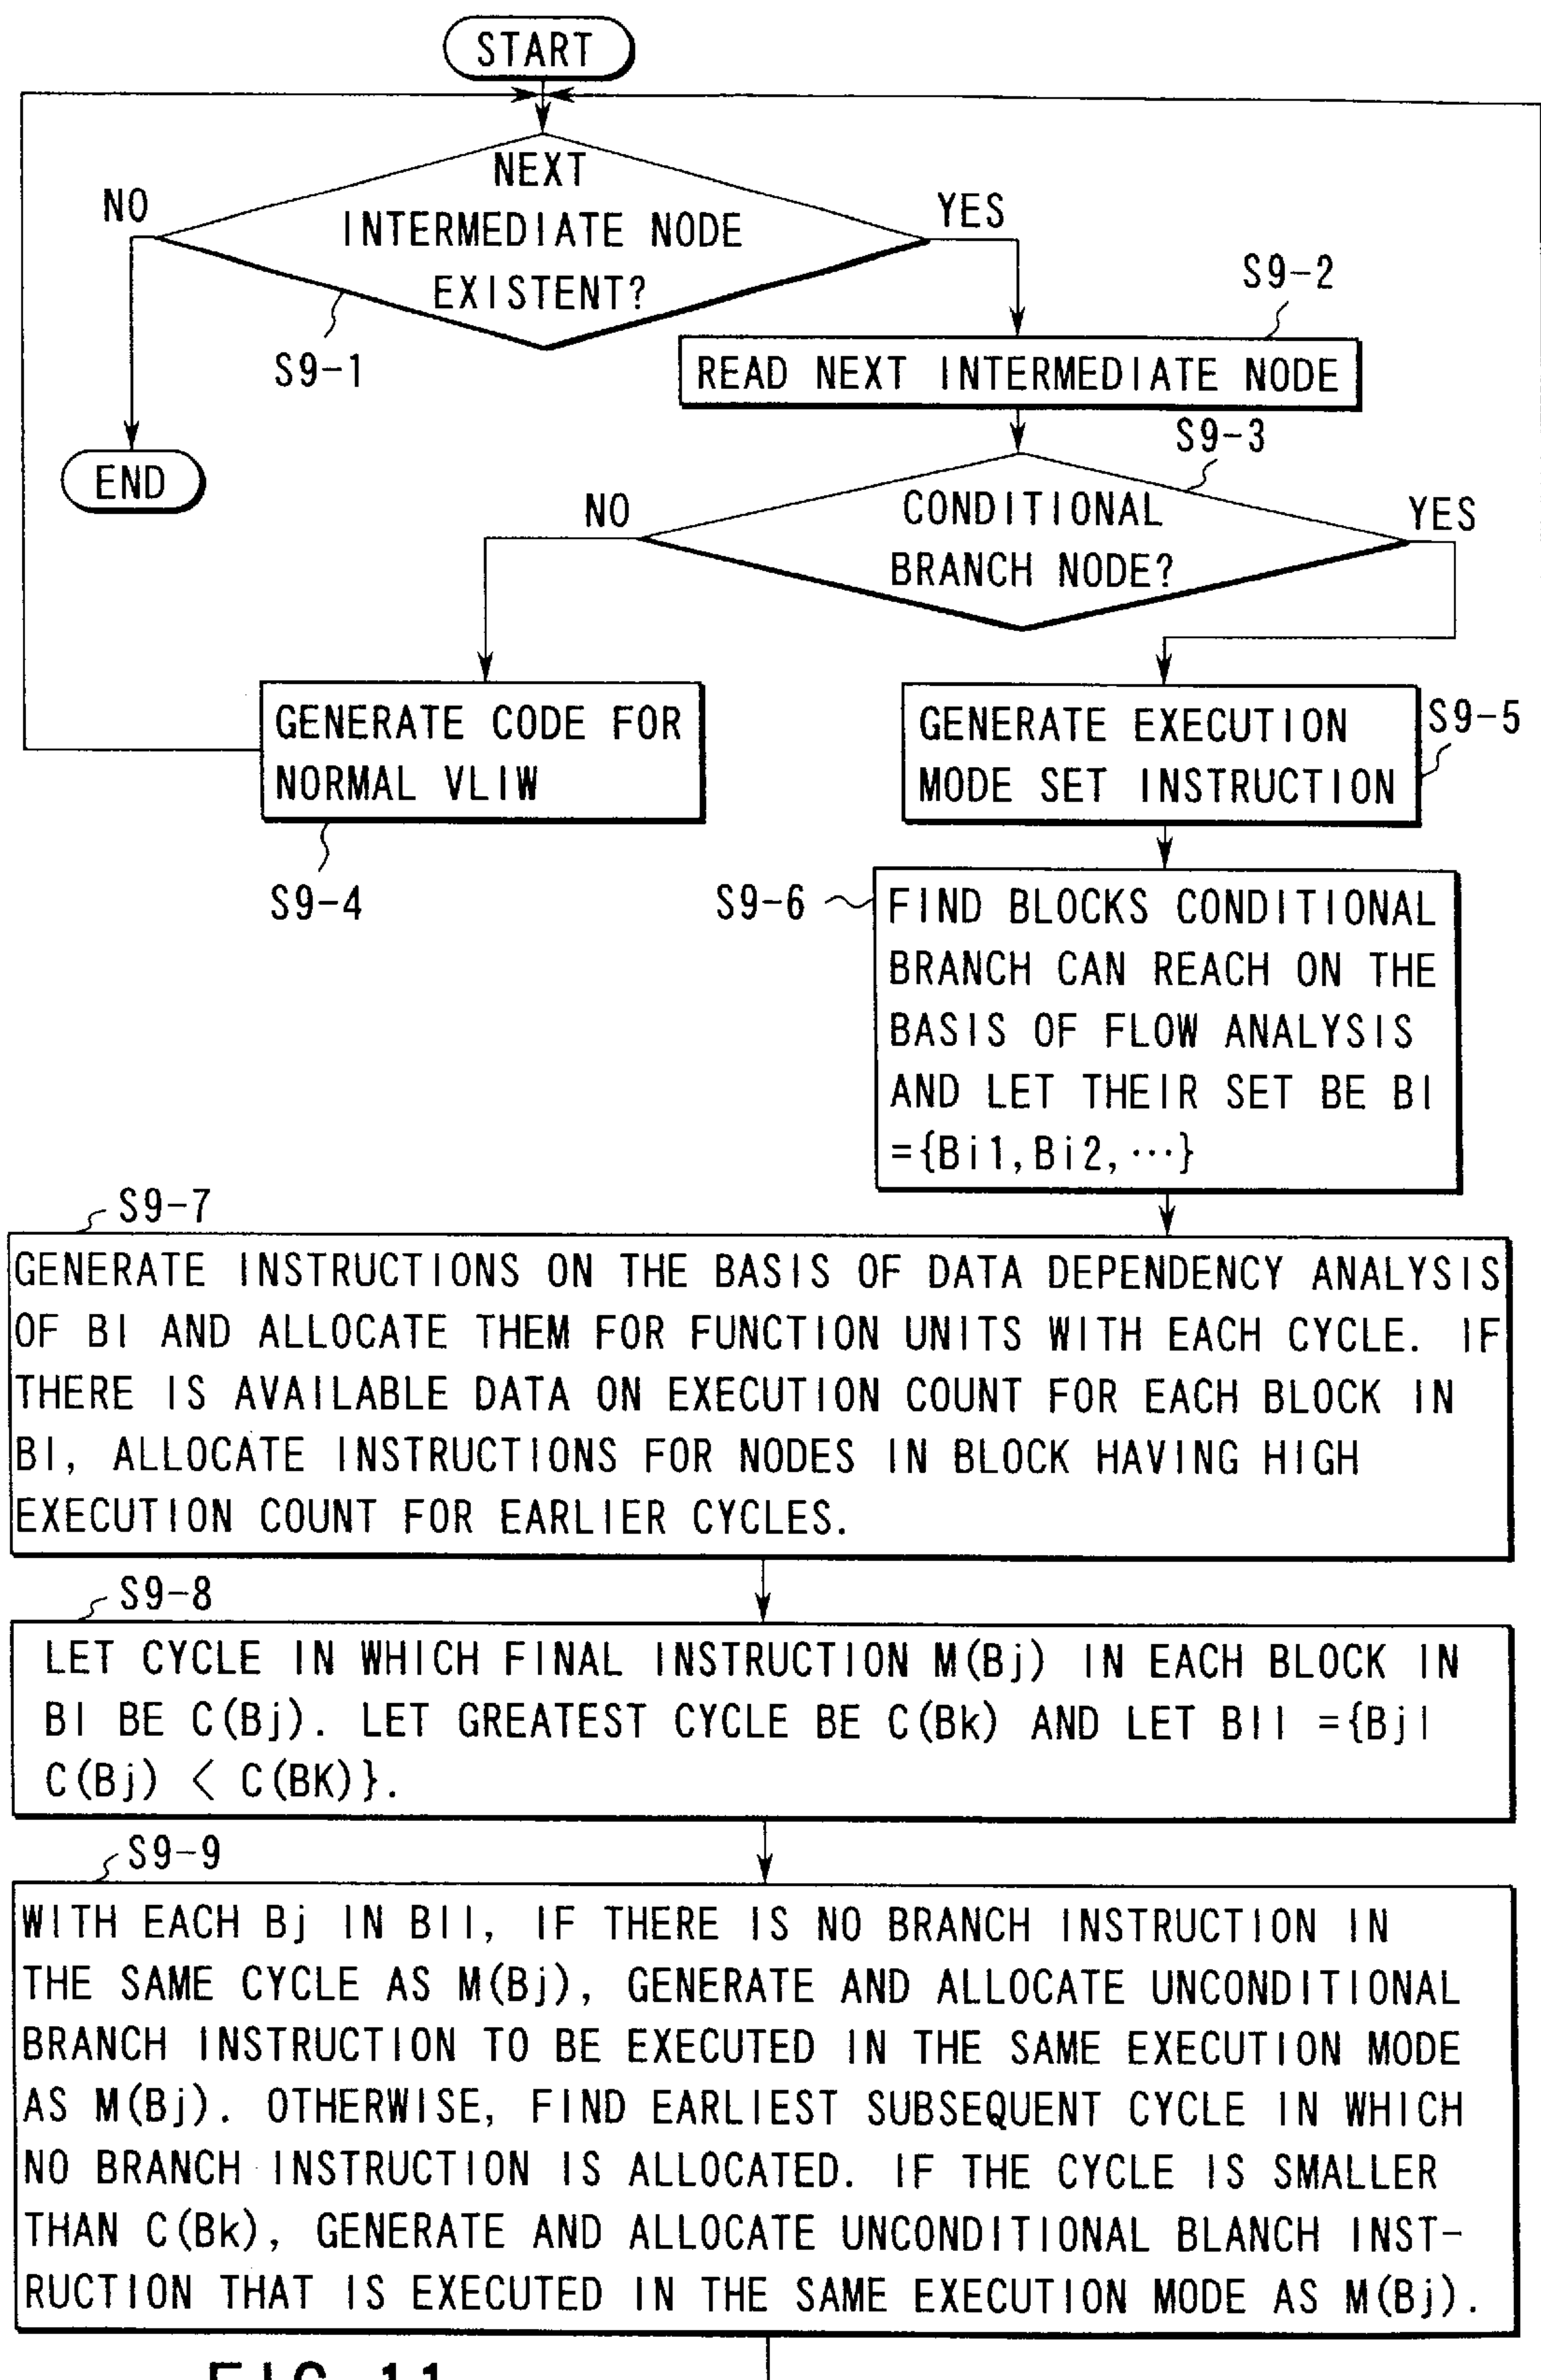 START
NEXT
INTERMEDIATE NODE
EXISTENT?
NO
YES
S9-1
S9-2
READ NEXT INTERMEDIATE NODE
END
S9-3
CONDITIONAL
BRANCH NODE?
NO
YES
GENERATE CODE FOR
NORMAL VLIW
S9-4
GENERATE EXECUTION
MODE SET INSTRUCTION
S9-5
S9-6
FIND BLOCKS CONDITIONAL
BRANCH CAN REACH ON THE
BASIS OF FLOW ANALYSIS
AND LET THEIR SET BE BI
={Bi1,Bi2,···}
S9-7
GENERATE INSTRUCTIONS ON THE BASIS OF DATA DEPENDENCY ANALYSIS
OF BI AND ALLOCATE THEM FOR FUNCTION UNITS WITH EACH CYCLE. IF
THERE IS AVAILABLE DATA ON EXECUTION COUNT FOR EACH BLOCK IN
BI, ALLOCATE INSTRUCTIONS FOR NODES IN BLOCK HAVING HIGH
EXECUTION COUNT FOR EARLIER CYCLES.
S9-8
LET CYCLE IN WHICH FINAL INSTRUCTION M(Bj) IN EACH BLOCK IN
BI BE C(Bj). LET GREATEST CYCLE BE C(Bk) AND LET BII ={Bj|
C(Bj) < C(BK)}.
S9-9
WITH EACH Bj IN BII, IF THERE IS NO BRANCH INSTRUCTION IN
THE SAME CYCLE AS M(Bj), GENERATE AND ALLOCATE UNCONDITIONAL
BRANCH INSTRUCTION TO BE EXECUTED IN THE SAME EXECUTION MODE
AS M(Bj). OTHERWISE, FIND EARLIEST SUBSEQUENT CYCLE IN WHICH
NO BRANCH INSTRUCTION IS ALLOCATED. IF THE CYCLE IS SMALLER
THAN C(Bk), GENERATE AND ALLOCATE UNCONDITIONAL BLANCH INST-
RUCTION THAT IS EXECUTED IN THE SAME EXECUTION MODE AS M(Bj).